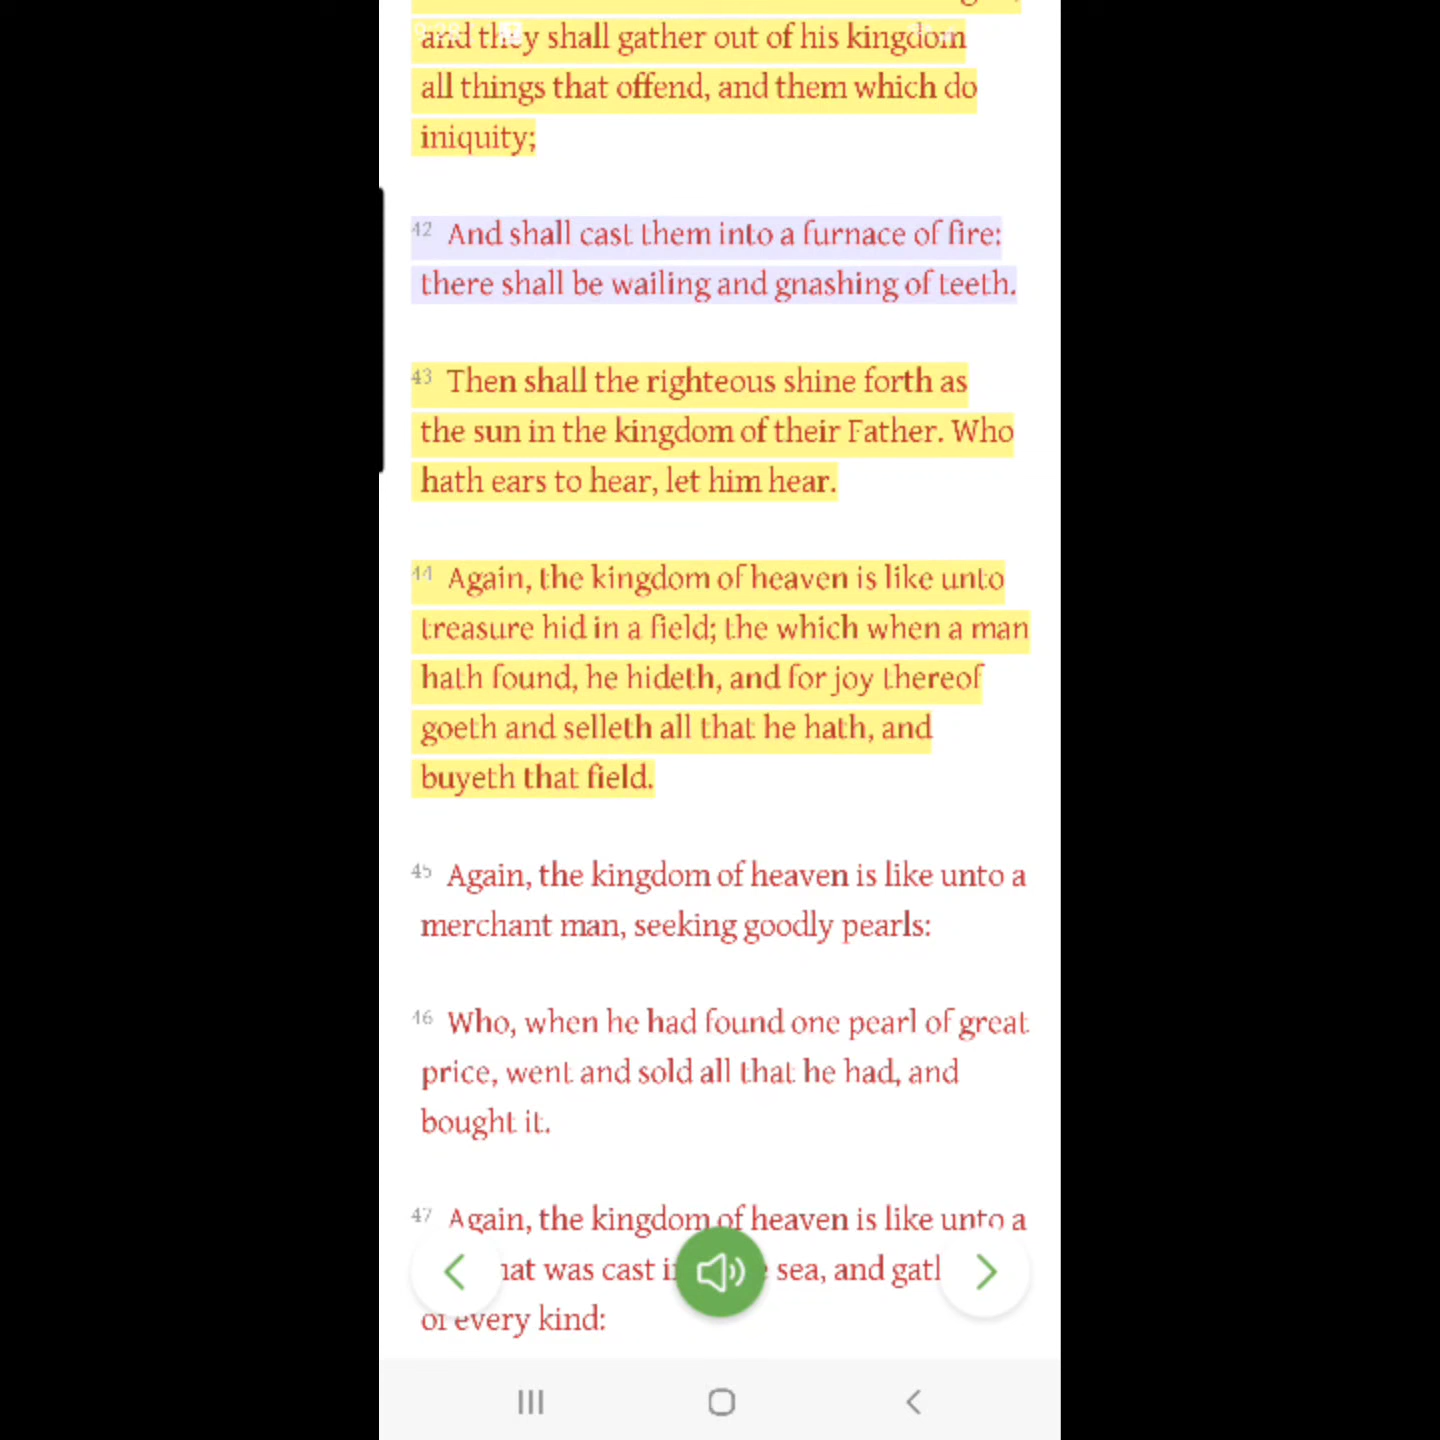 and they shall gather out of his kingdom
all things that offend, and them which do
iniquity;
42 And shall cast them into a furnace of fire:
there shall be wailing and gnashing of teeth.
43 Then shall the righteous shine forth as
the sun in the kingdom of their Father. Who
hath ears to hear, let him hear.
44 Again, the kingdom of heaven is like unto
treasure hid in a field; the which when a man
hath found, he hideth, and for joy thereof
goeth and selleth all that he hath, and
buyeth that field.
45 Again, the kingdom of heaven is like unto a
merchant man, seeking goodly pearls:
46 Who, when he had found one pearl of great
price, went and sold all that he had, and
bought it.
47 Again, the kingdom of heaven is like unto a
was cast sea, and
of every kind: